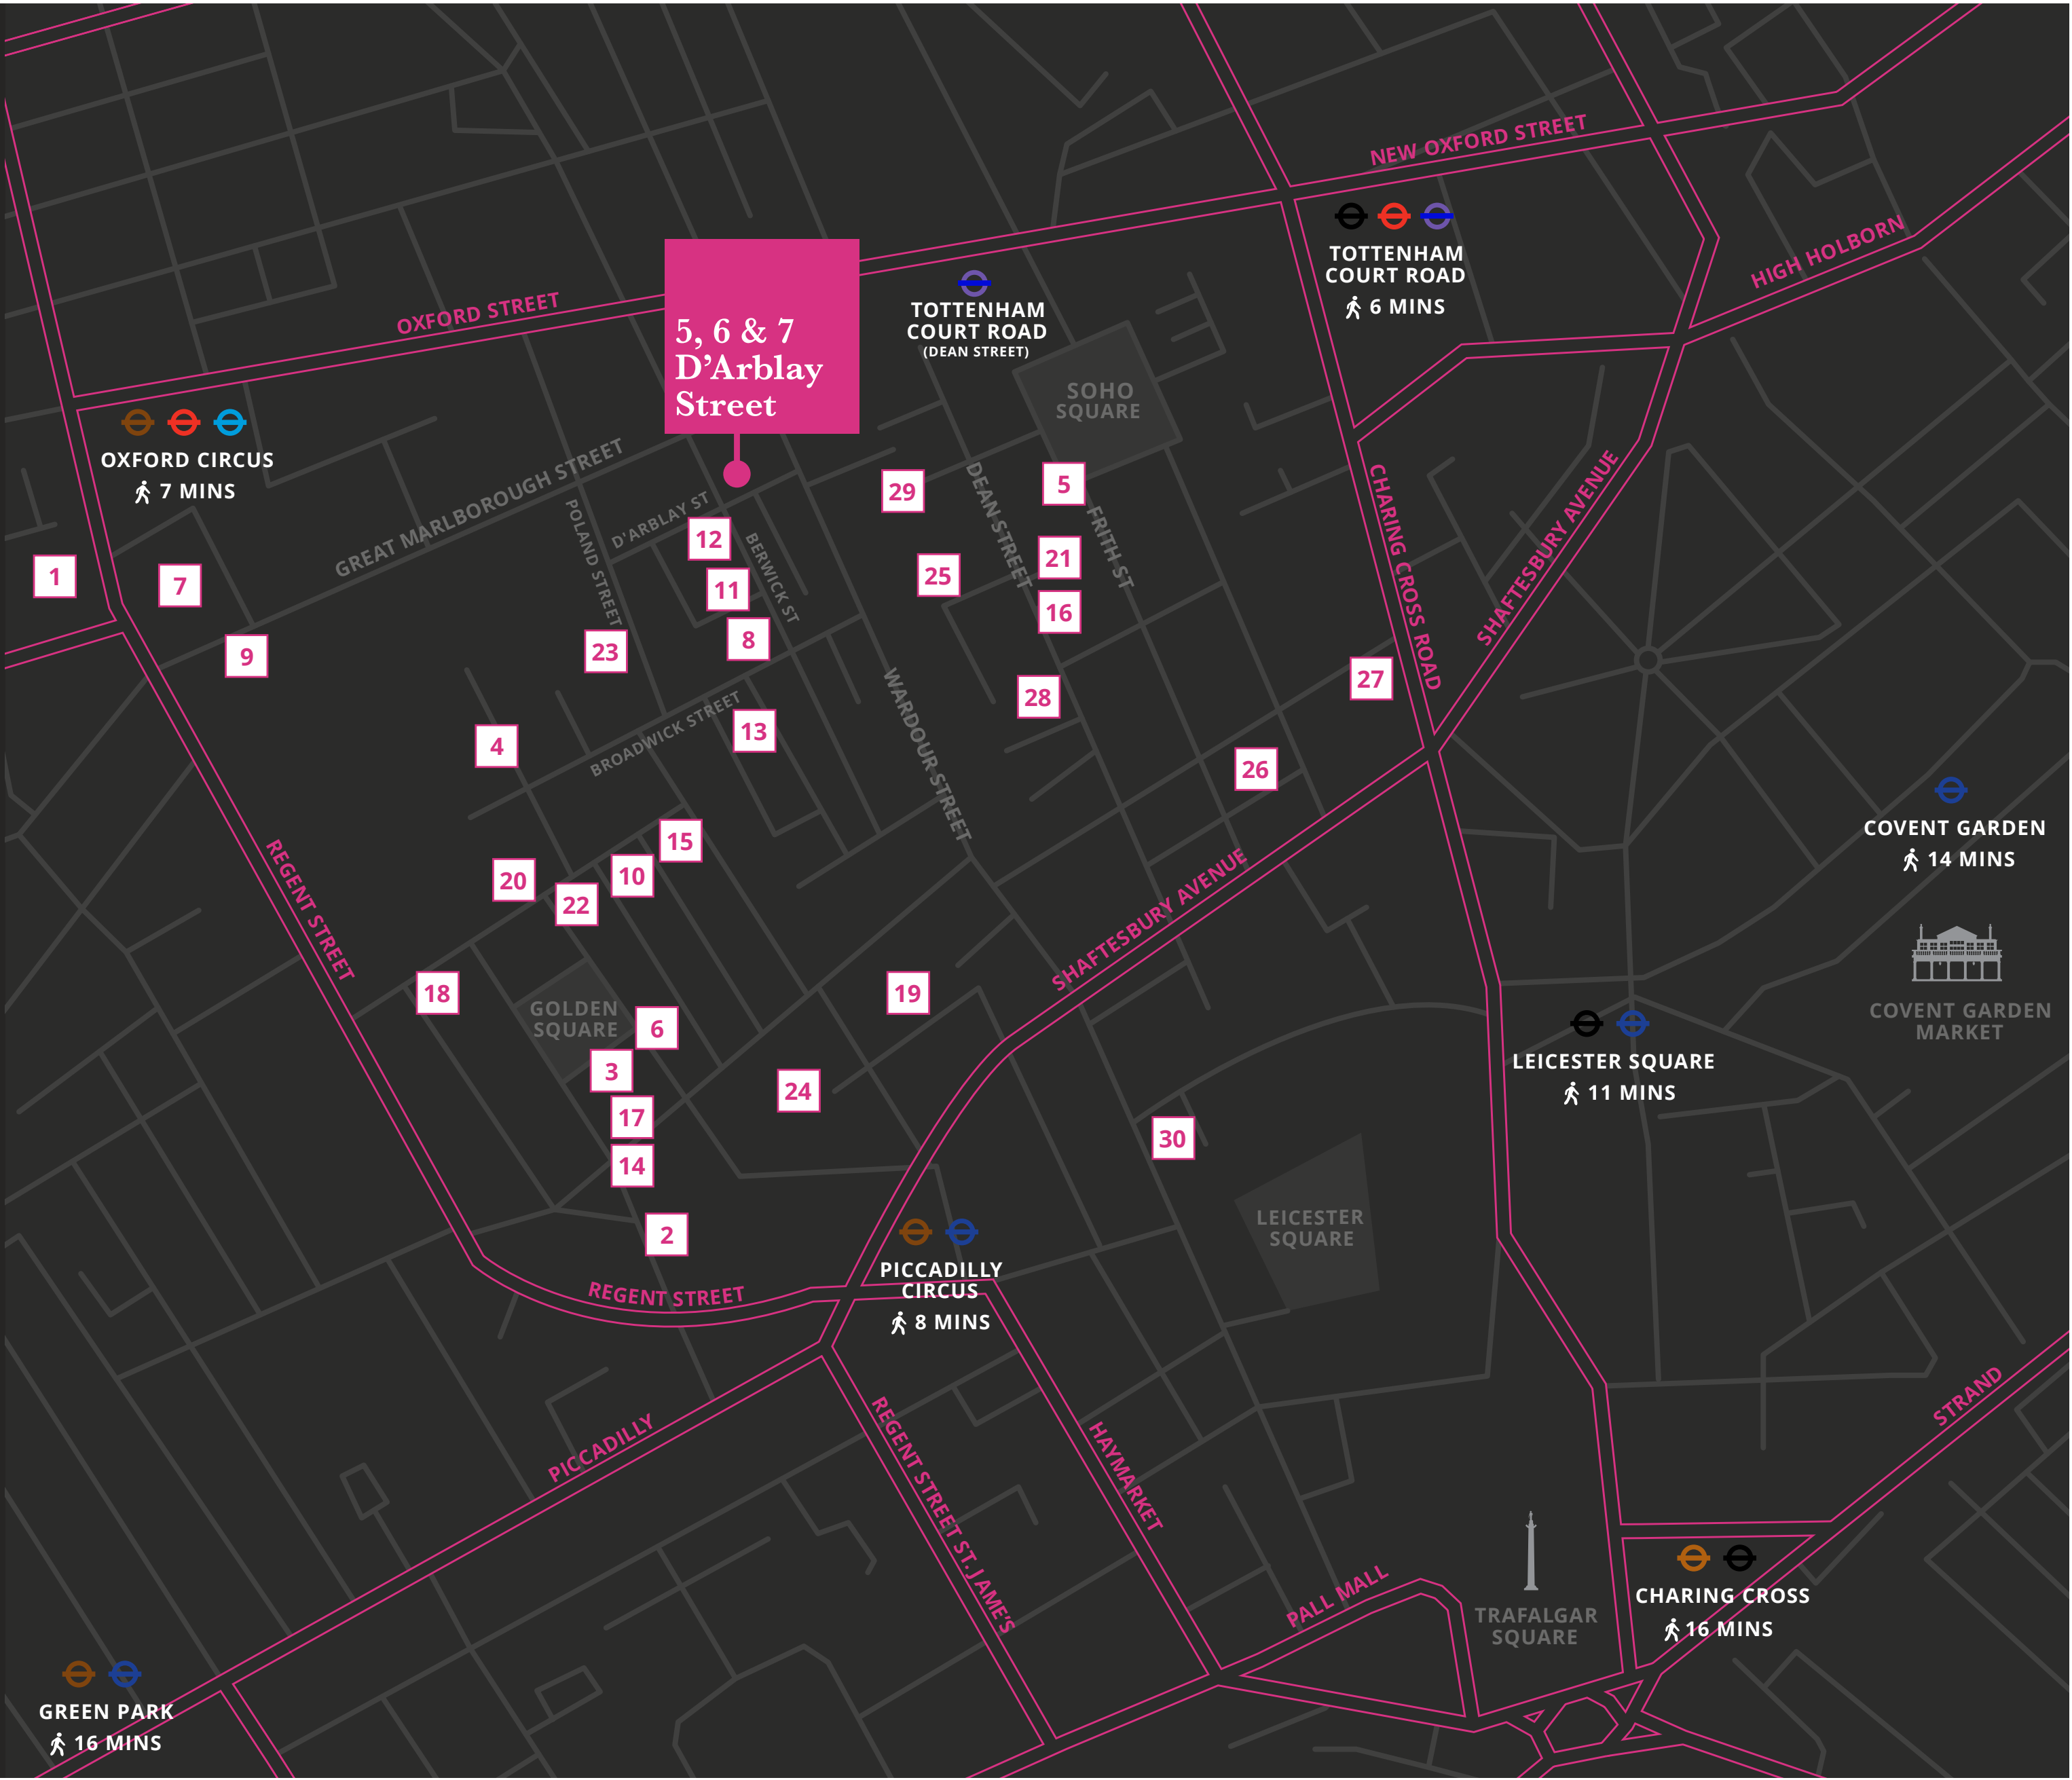 NEW OXFORD STREET
HIGH HOLBORN
TOTTENHAM
COURT ROAD
6 MINS
OXFORD STREET
5, 6 & 7
D’Arblay
Street
TOTTENHAM
COURT ROAD
(DEAN STREET)
SOHO
SQUARE
OXFORD CIRCUS
7 MINS
GREAT MARLBOROUGH STREET
POLAND STREET
D'ARBLAY ST
BERWICK ST
DEAN STREET
FRITH ST
CHARING CROSS ROAD
SHAFTESBURY AVENUE
29
5
12
21
1
7
11
25
16
8
23
9
27
28
BROADWICK STREET
WARDOUR STREET
13
4
26
COVENT GARDEN
14 MINS
15
10
20
22
REGENT STREET
SHAFTESBURY AVENUE
18
19
GOLDEN
SQUARE
6
3
24
17
14
30
COVENT GARDEN
MARKET
LEICESTER SQUARE
11 MINS
LEICESTER
SQUARE
2
PICCADILLY
CIRCUS
8 MINS
REGENT STREET
PICCADILLY
REGENT STREET ST.JAME'S
HAYMARKET
STRAND
PALL MALL
TRAFALGAR
SQUARE
CHARING CROSS
16 MINS
GREEN PARK
16 MINS